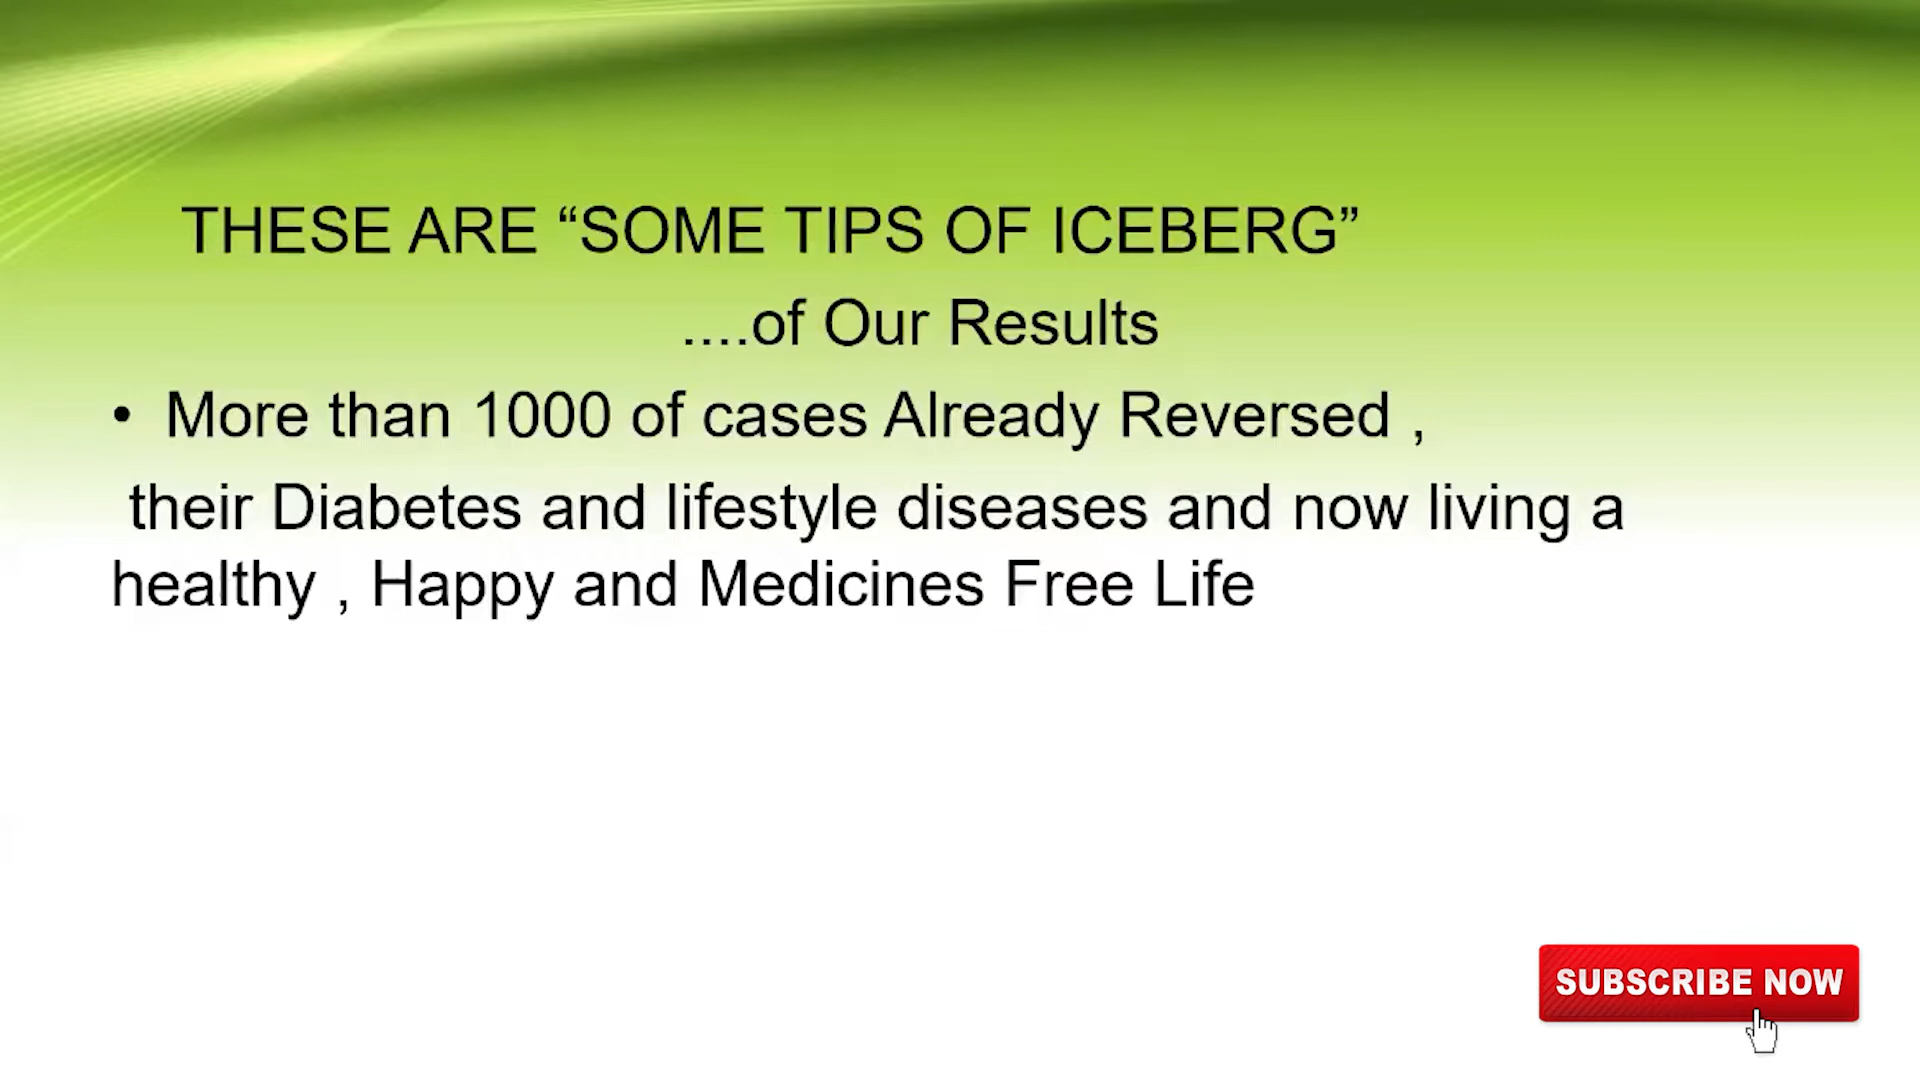 THESE ARE “SOME TIPS OF ICEBERG”
....of Our Results
• More than 1000 of cases Already Reversed ,
their Diabetes and lifestyle diseases and now living a
healthy , Happy and Medicines Free Life
SUBSCRIBE NOW